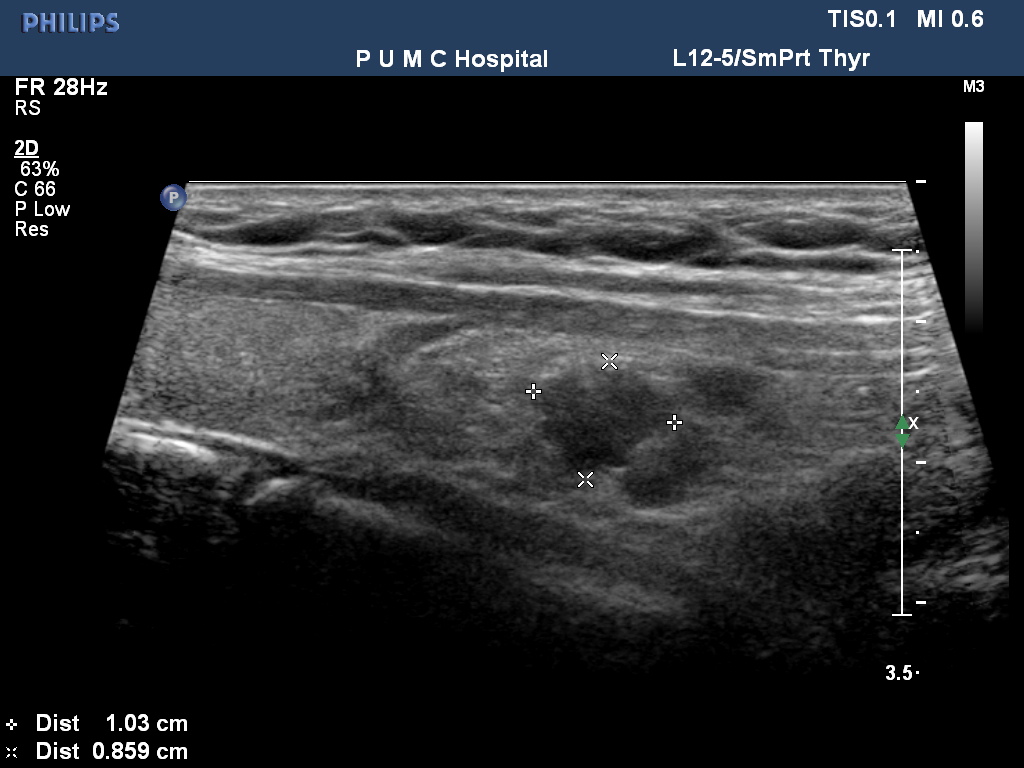 PHILIPS
TIS0.1 MI 0.6
P U M C Hospital
L12-5/SmPrt Thyr
FR 28Hz
RS
M3
2D
63%
C 66
P Low
Res
P
X
3.5
Dist 1.03 cm
Dist 0.859 cm